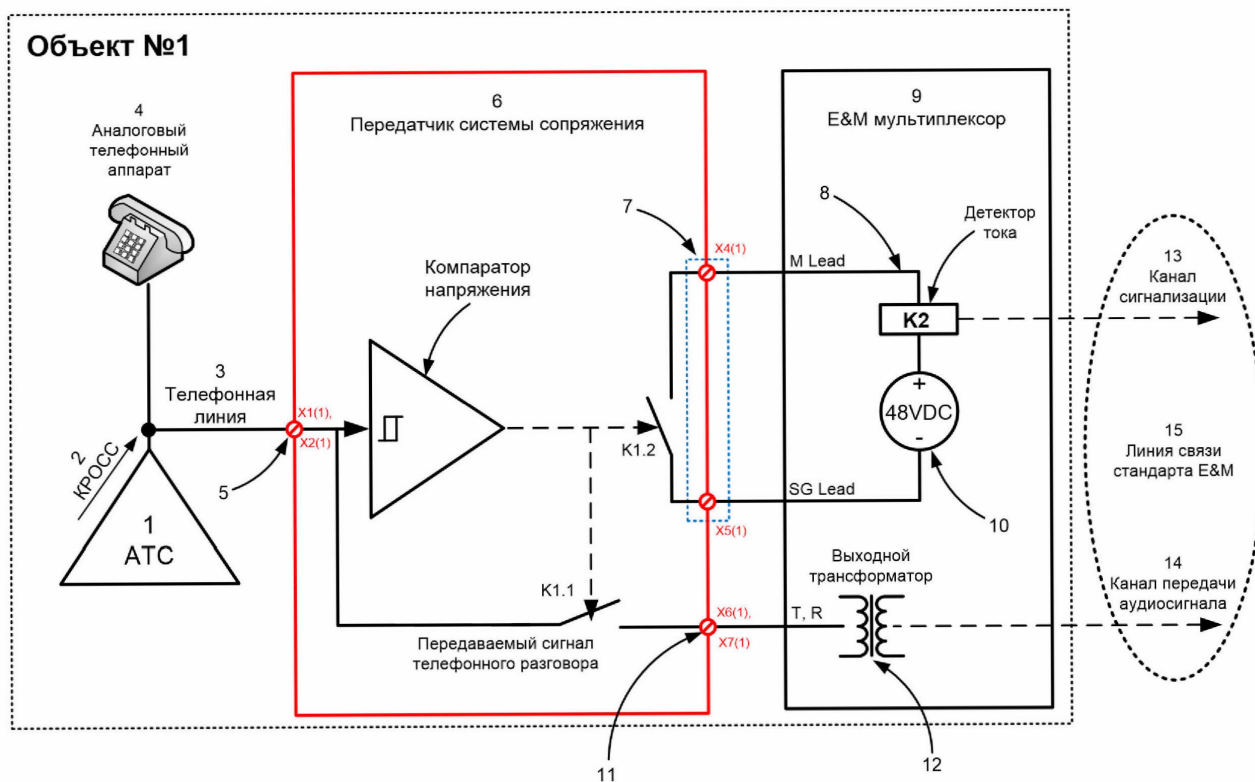 Объект №1
4
Аналоговый
телефонный
аппарат
6
Передатчик системы сопряжения
9
E&M мультиплексор
7
8
Детектор
тока
X4(1)
M Lead
13
Канал
сигнализации
Компаратор
напряжения
K2
3
Телефонная
линия
X1(1),
X2(1)
+
48VDC
-
2
КРОСС
5
K1.2
15
Линия связи
стандарта E&M
SG Lead
X5(1)
10
1
АТС
Выходной
трансформатор
14
Канал передачи
аудиосигнала
K1.1
X6(1),
X7(1)
T, R
Передаваемый сигнал
телефонного разговора
11
12